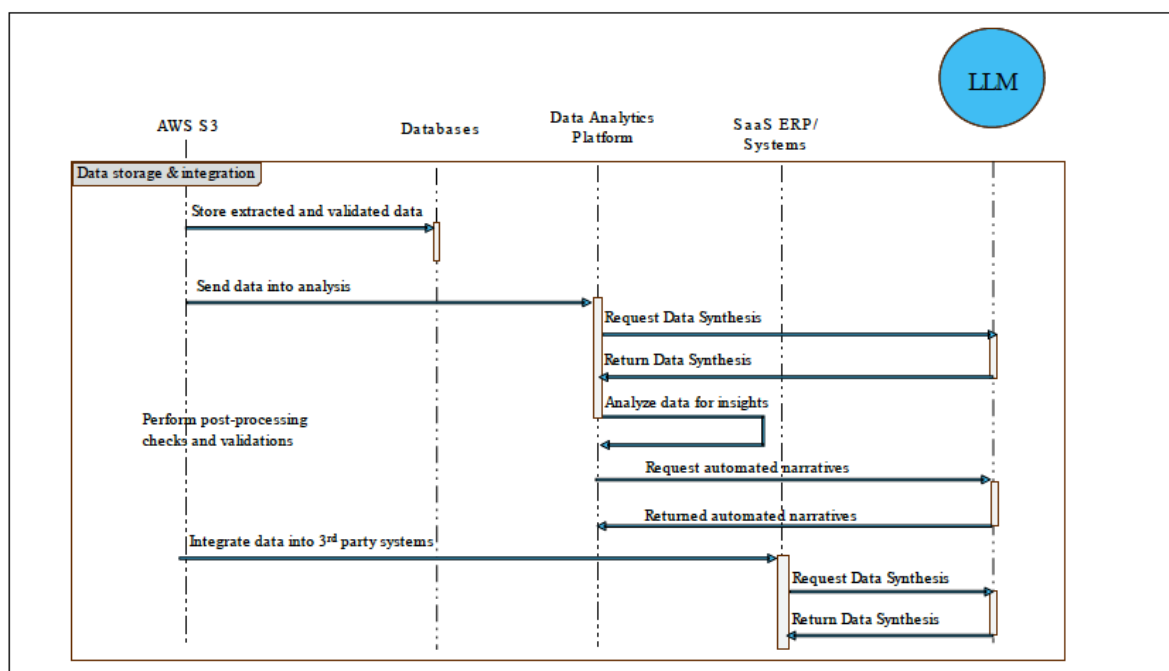 LLM
AWS S3
Databases
Data Analytics
Platform
SaaS ERP/
Systems
Data storage & integration
Store extracted and validated data
Send data into analysis
Request Data Synthesis
Return Data Synthesis
Analyze data for insights
Perform post-processing
checks and validations
Request automated narratives
Returned automated narratives
Integrate data into 3rd party systems
Request Data Synthesis
Return Data Synthesis